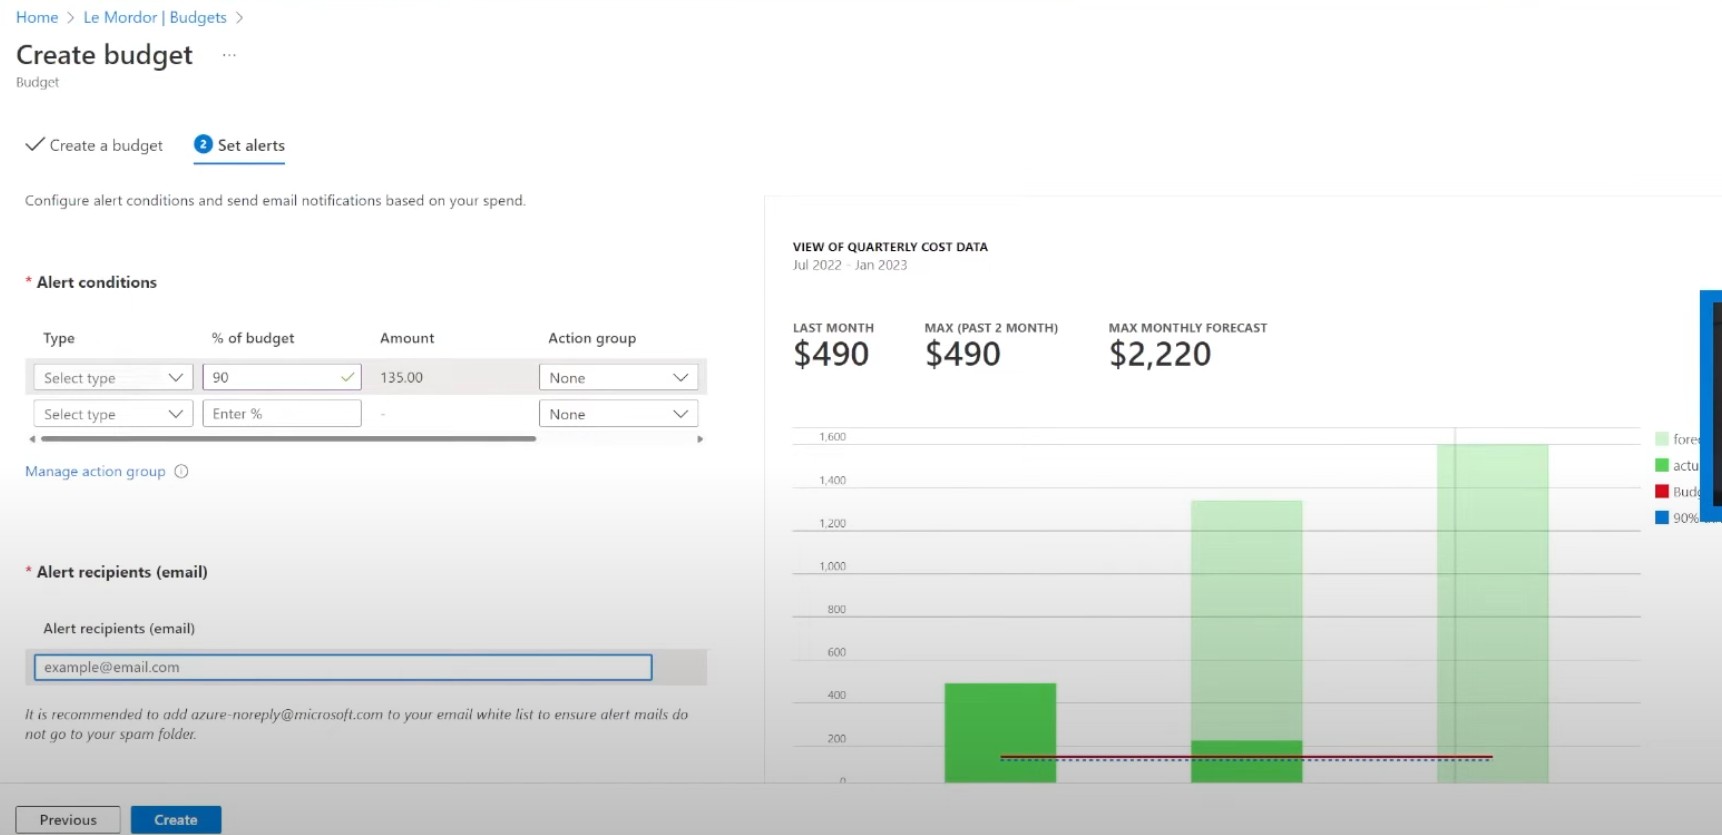 Home > Le Mordor | Budgets >
Create budget ...
Budget
Create a budget
2 Set alerts
Configure alert conditions and send email notifications based on your spend.
* Alert conditions
Type % of budget Amount Action group
Select type 90 135.00 None
Select type Enter % - None
Manage action group
* Alert recipients (email)
Alert recipients (email)
example@email.com
It is recommended to add azure-noreply@microsoft.com to your email white list to ensure alert mails do
not go to your spam folder.
Previous Create
VIEW OF QUARTERLY COST DATA
Jul 2022 - Jan 2023
LAST MONTH MAX (PAST 2 MONTH) MAX MONTHLY FORECAST
$490 $490 $2,220
1,600
1,400
1,200
1,000
800
600
400
200
0
fore
actu
Budg
90%